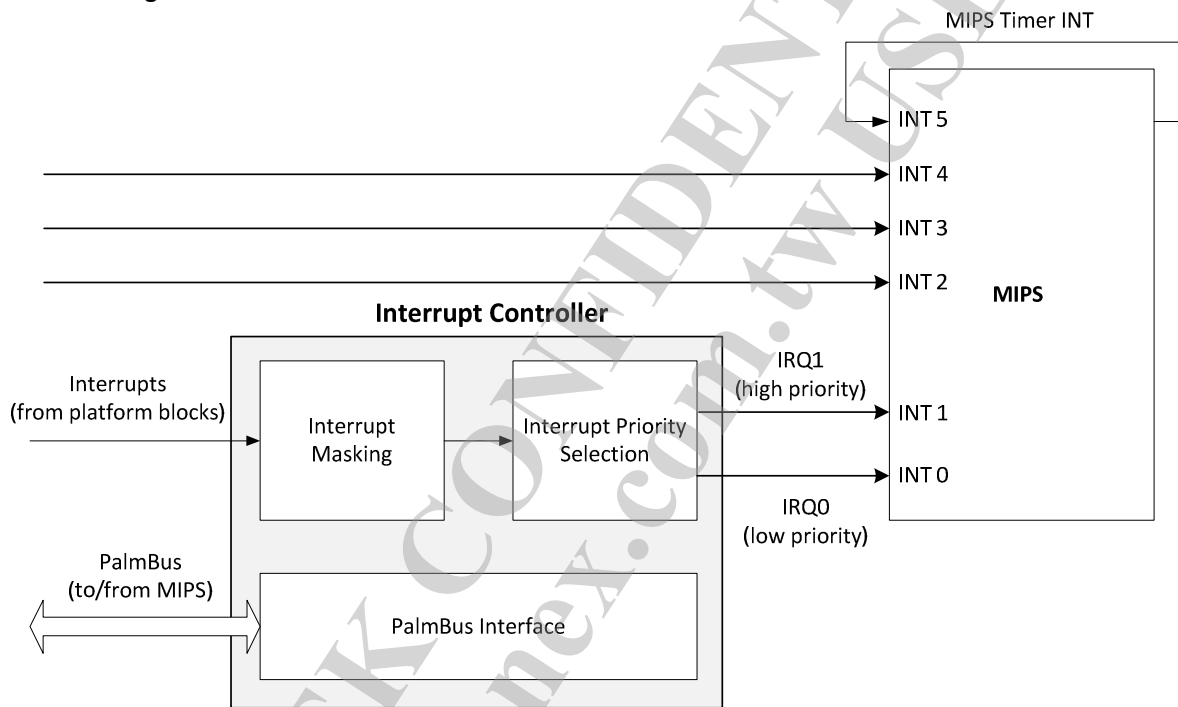 MIPS Timer INT
INT 5
INT 4
INT 3
INT 2
MIPS
Interrupt Controller
Interrupts
(from platform blocks)
Interrupt
Masking
Interrupt Priority
Selection
IRQ1
(high priority)
INT 1
INT 0
IRQ0
(low priority)
PalmBus
(to/from MIPS)
PalmBus Interface